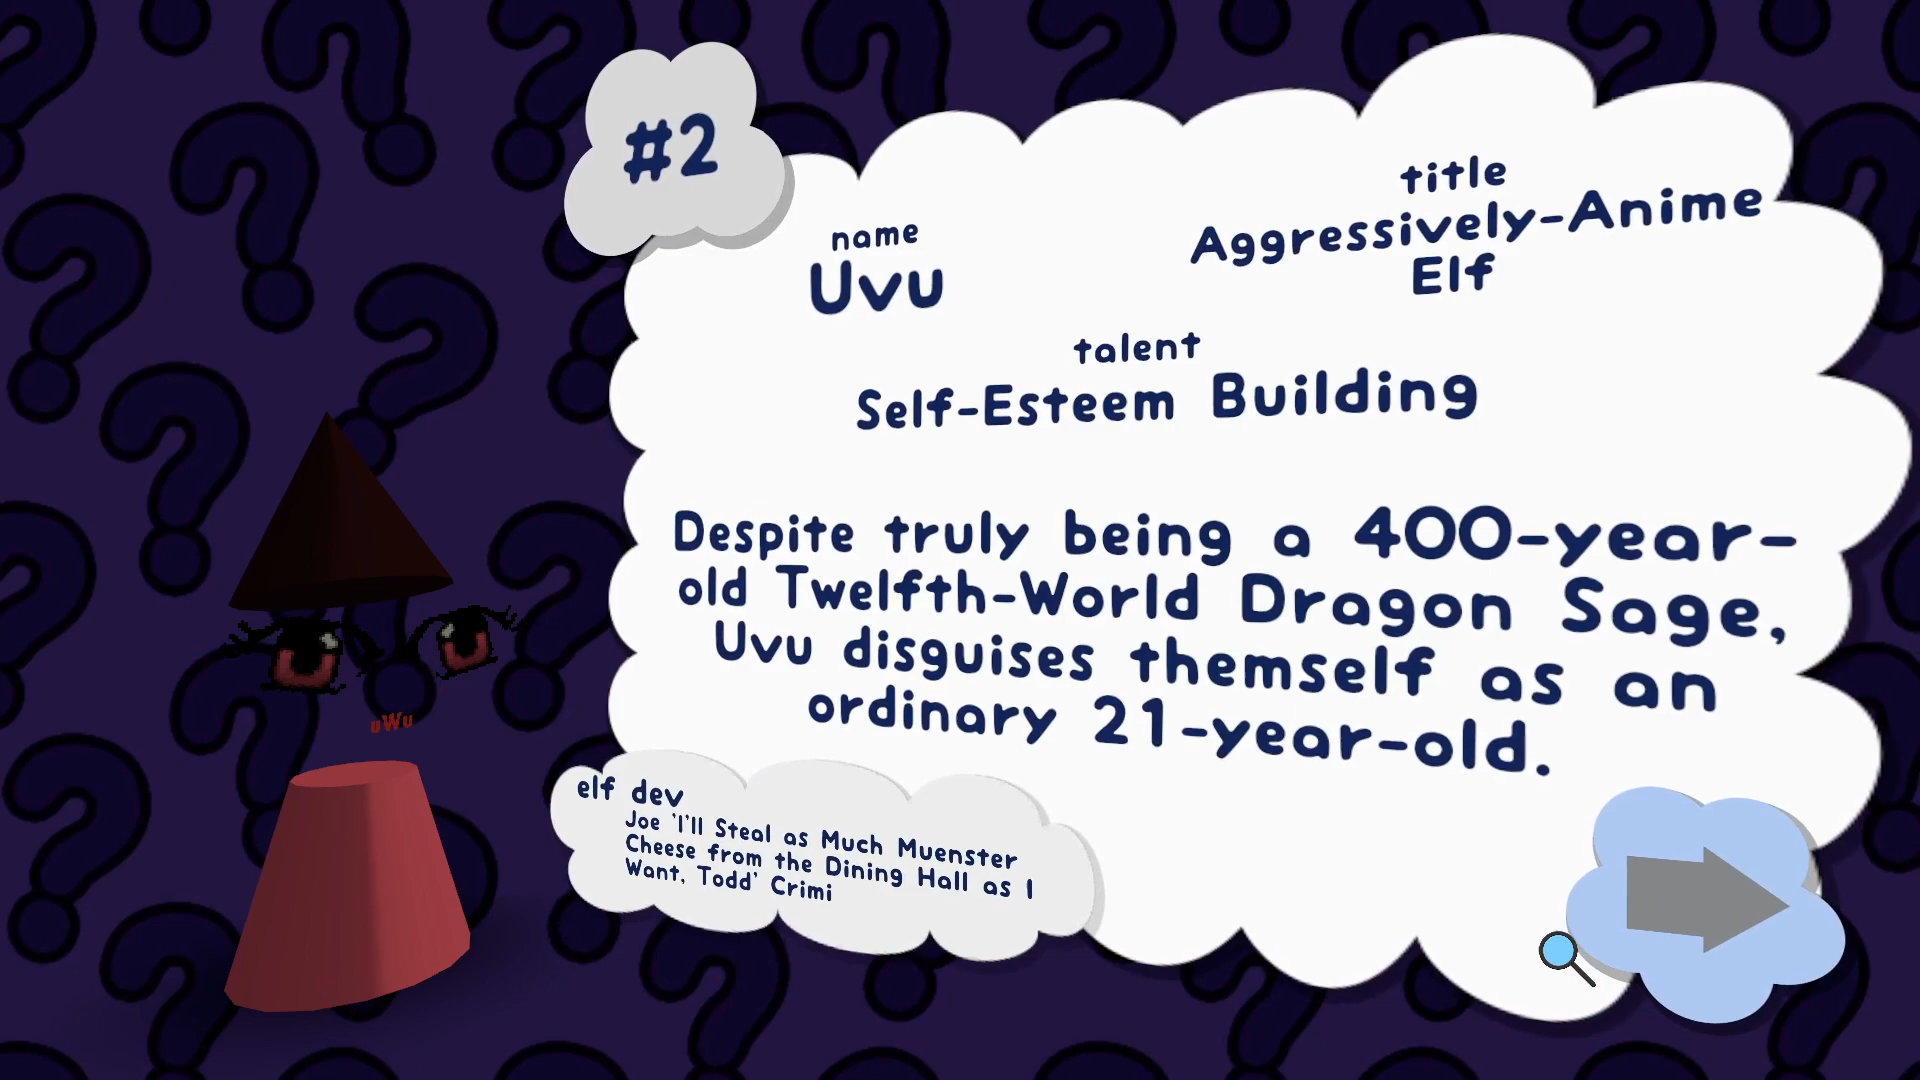 #2
name
Uvu
title
Aggressively-Anime
Elf
talent
Self-Esteem Building
Despite truly being a 400-year-
old Twelfth-World Dragon Sage,
Uvu disguises themself as an
ordinary 21-year-old.
uWu
elf dev
Joe 'I'll Steal as Much Muenster
Cheese from the Dining Hall as I
Want, Todd' Crimi